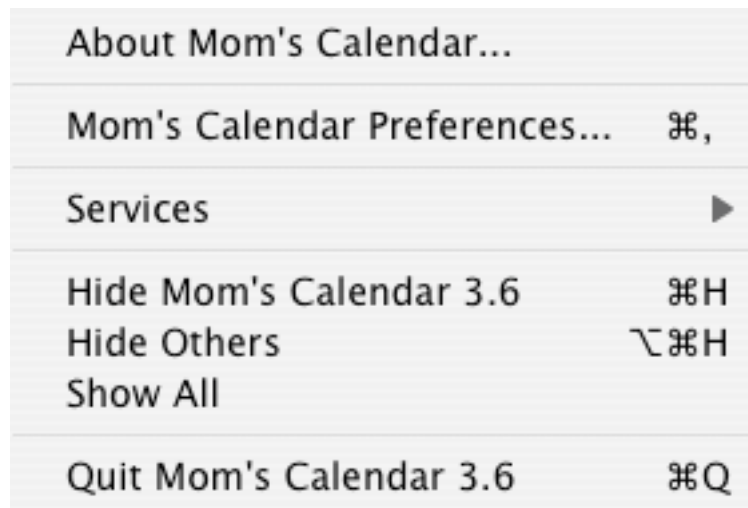 About Mom's Calendar...
Mom's Calendar Preferences... ⌘,
Services ▶
Hide Mom's Calendar 3.6 ⌘H
Hide Others ⌥⌘H
Show All
Quit Mom's Calendar 3.6 ⌘Q